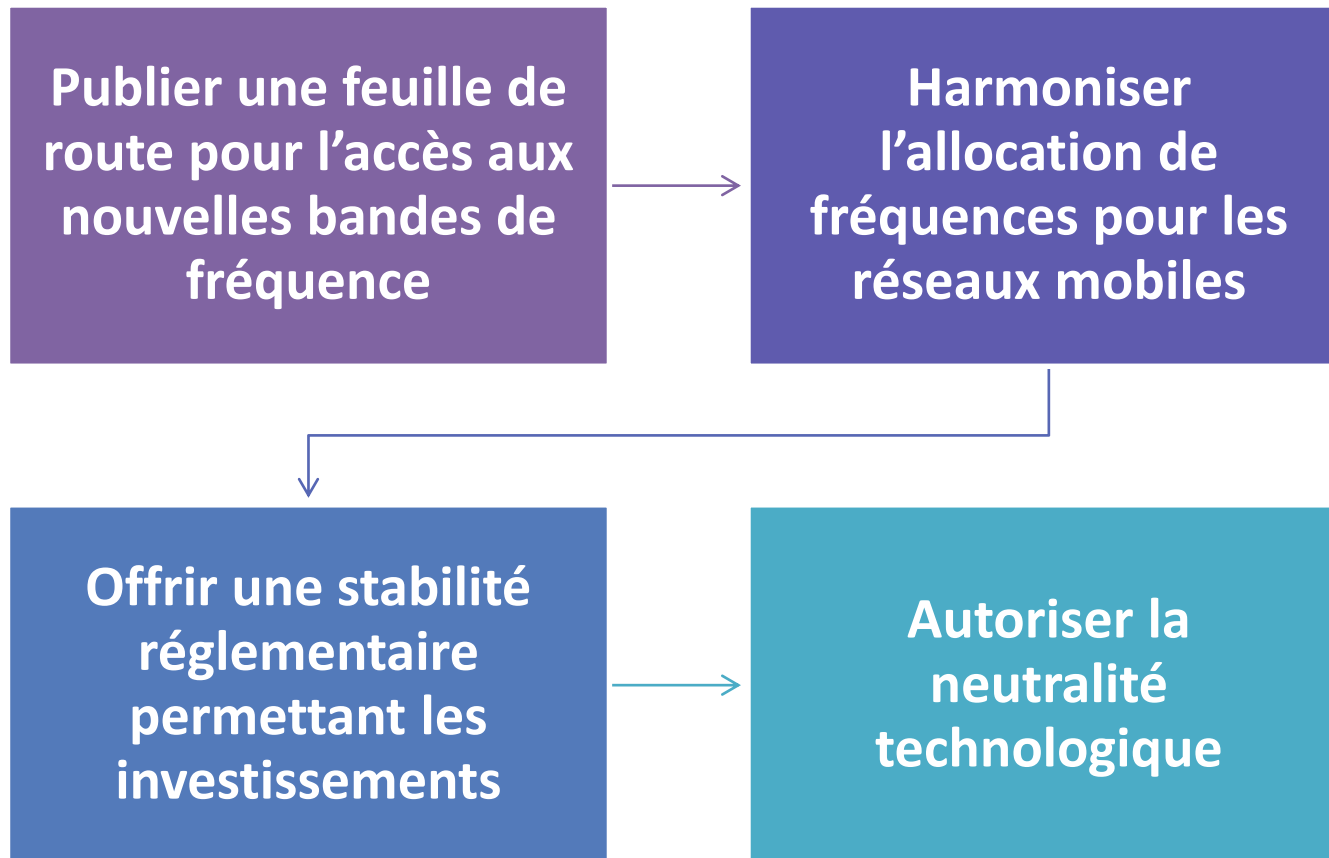 Publier une feuille de
route pour l’accès aux
nouvelles bandes de
fréquence
Harmoniser
l’allocation de
fréquences pour les
réseaux mobiles
Offrir une stabilité
réglementaire
permettant les
investissements
Autoriser la
neutralité
technologique